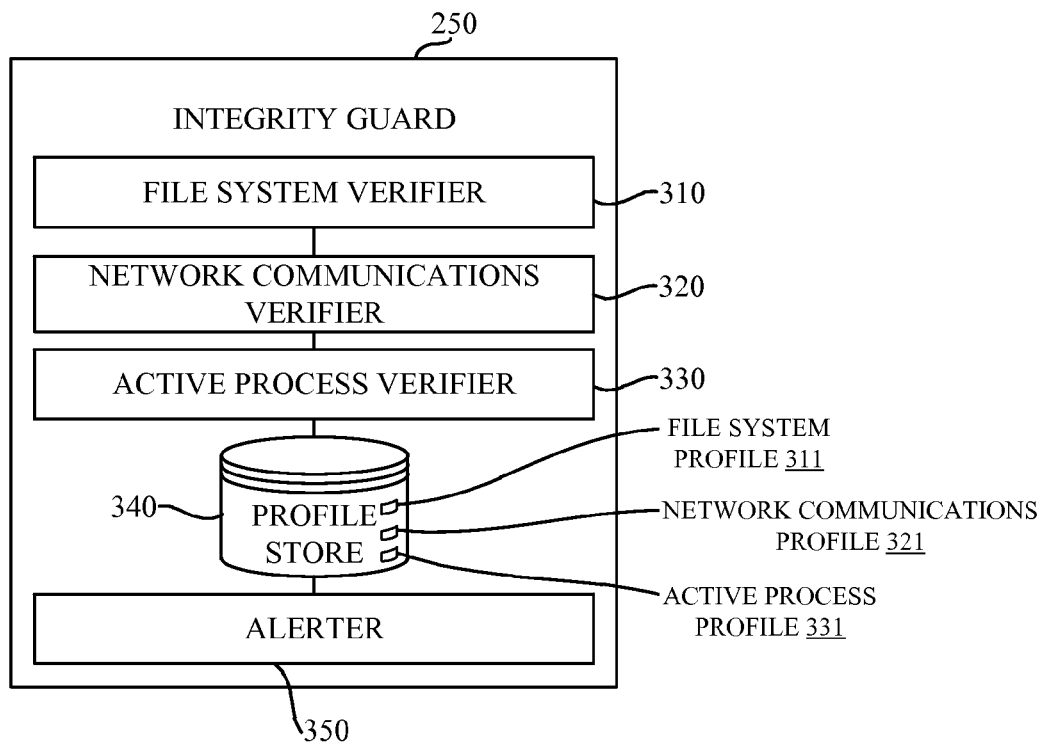 250
INTEGRITY GUARD
FILE SYSTEM VERIFIER
310
NETWORK COMMUNICATIONS
VERIFIER
320
ACTIVE PROCESS VERIFIER
330
FILE SYSTEM
PROFILE 311
340
PROFILE
STORE
NETWORK COMMUNICATIONS
PROFILE 321
ACTIVE PROCESS
PROFILE 331
ALERTER
350